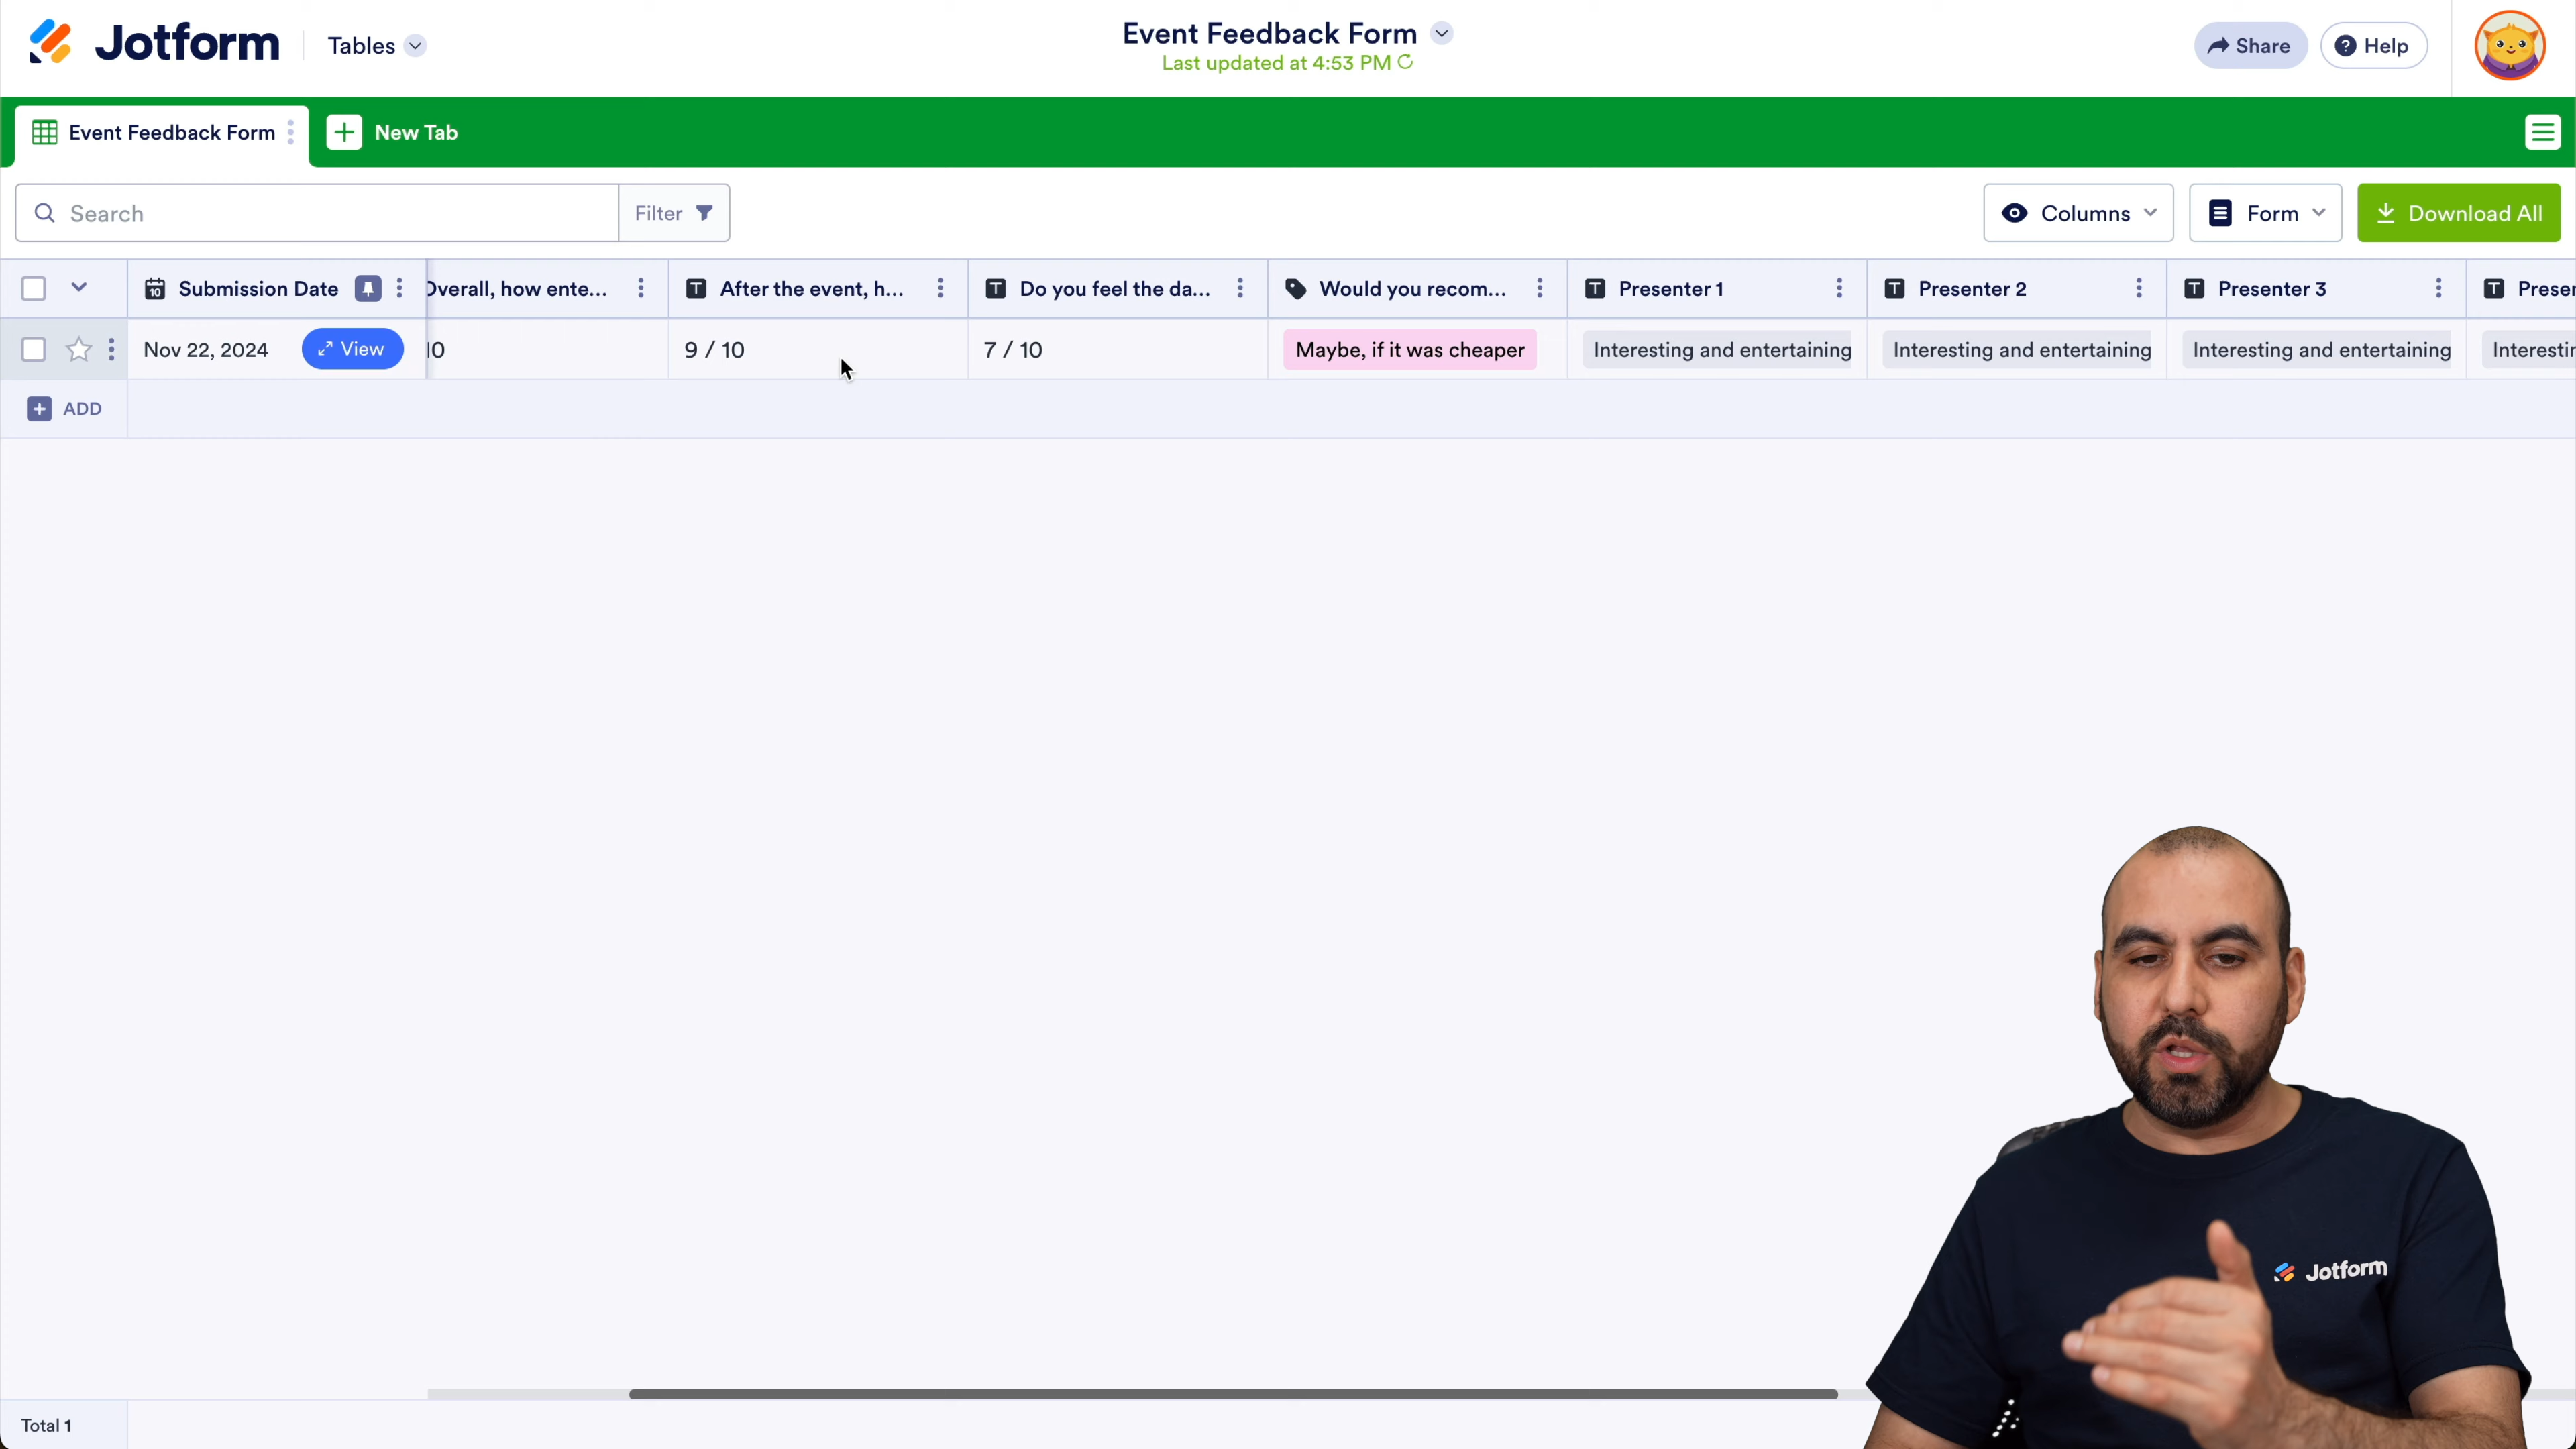 Jotform
Tables
Event Feedback Form
Last updated at 4:53 PM
Share
? Help
Event Feedback Form
+ New Tab
Search
Filter
Columns
Form
Download All
10 Submission Date
Overall, how ente...
T After the event, h...
T Do you feel the da...
Would you recom...
T Presenter 1
T Presenter 2
T Presenter 3
T
Nov 22, 2024
View
10
9 / 10
7 / 10
Maybe, if it was cheaper
Interesting and entertaining
Interesting and entertaining
Interesting and entertaining
+ ADD
Jotform
Total 1